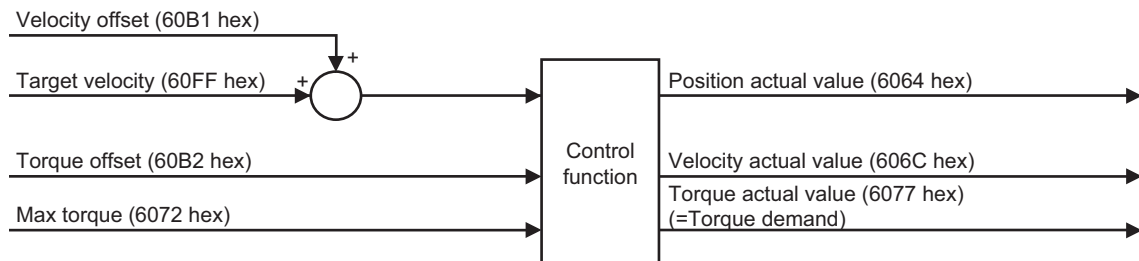 Velocity offset (60B1 hex)
+
Target velocity (60FF hex)
+
Torque offset (60B2 hex)
Max torque (6072 hex)
Control
function
Position actual value (6064 hex)
Velocity actual value (606C hex)
Torque actual value (6077 hex)
(=Torque demand)